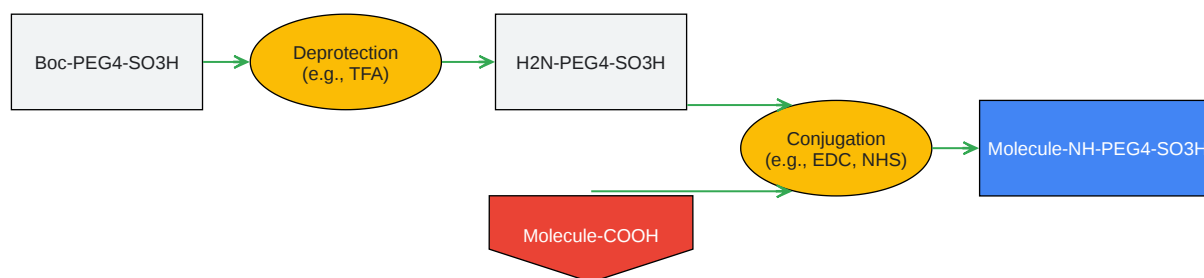 Boc-PEG4-SO3H
Deprotection
(e.g., TFA)
H2N-PEG4-SO3H
Conjugation
(e.g., EDC, NHS)
Molecule-NH-PEG4-SO3H
Molecule-COOH